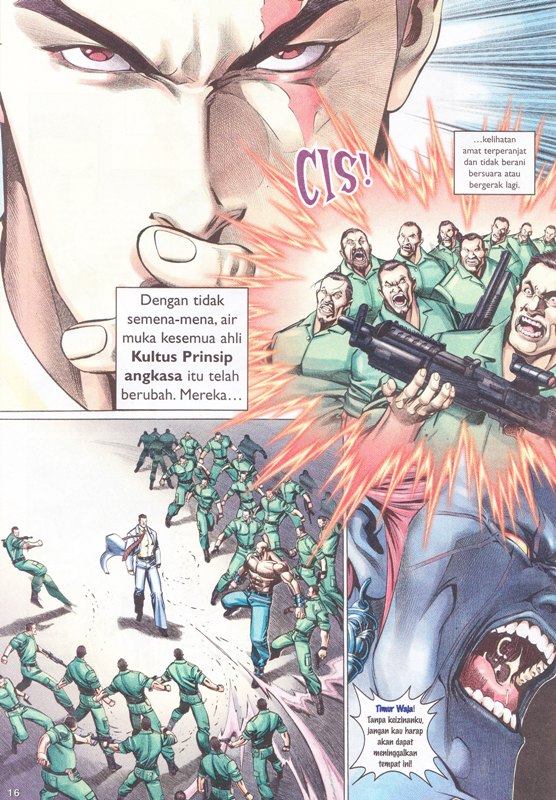 CIS!
...kelihatan
amat terperanjat
dan tidak berani
bersuara atau
bergerak lagi.
Dengan tidak
semena-mena, air
muka kesemua ahli
Kultus Prinsip
angkasa itu telah
berubah. Mereka...
Timur Waja!
Tanpa keizinanku,
jangan kau harap
akan dapat
meninggalkan
tempat ini!
16